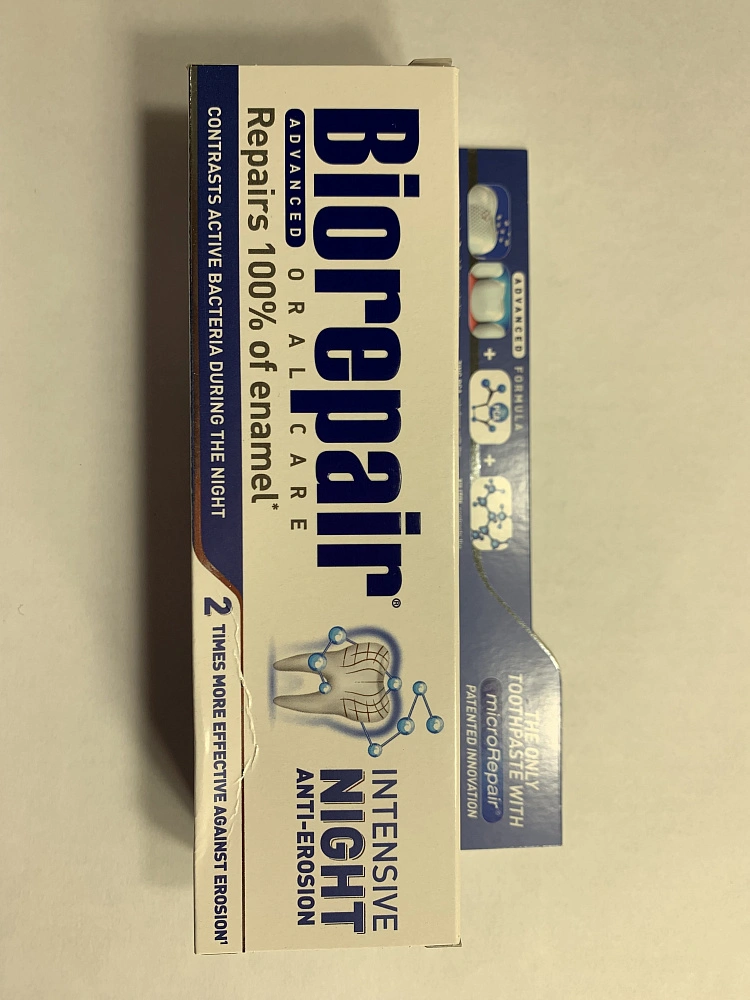 ADVANCED FORMULA
+
+
THE ONLY
TOOTHPASTE WITH
microRepair®
PATENTED INNOVATION
Biorepair®
ADVANCED ORAL CARE
Repairs 100% of enamel*
INTENSIVE
NIGHT
ANTI-EROSION
CONTRASTS ACTIVE BACTERIA DURING THE NIGHT
2 TIMES MORE EFFECTIVE AGAINST EROSION¹